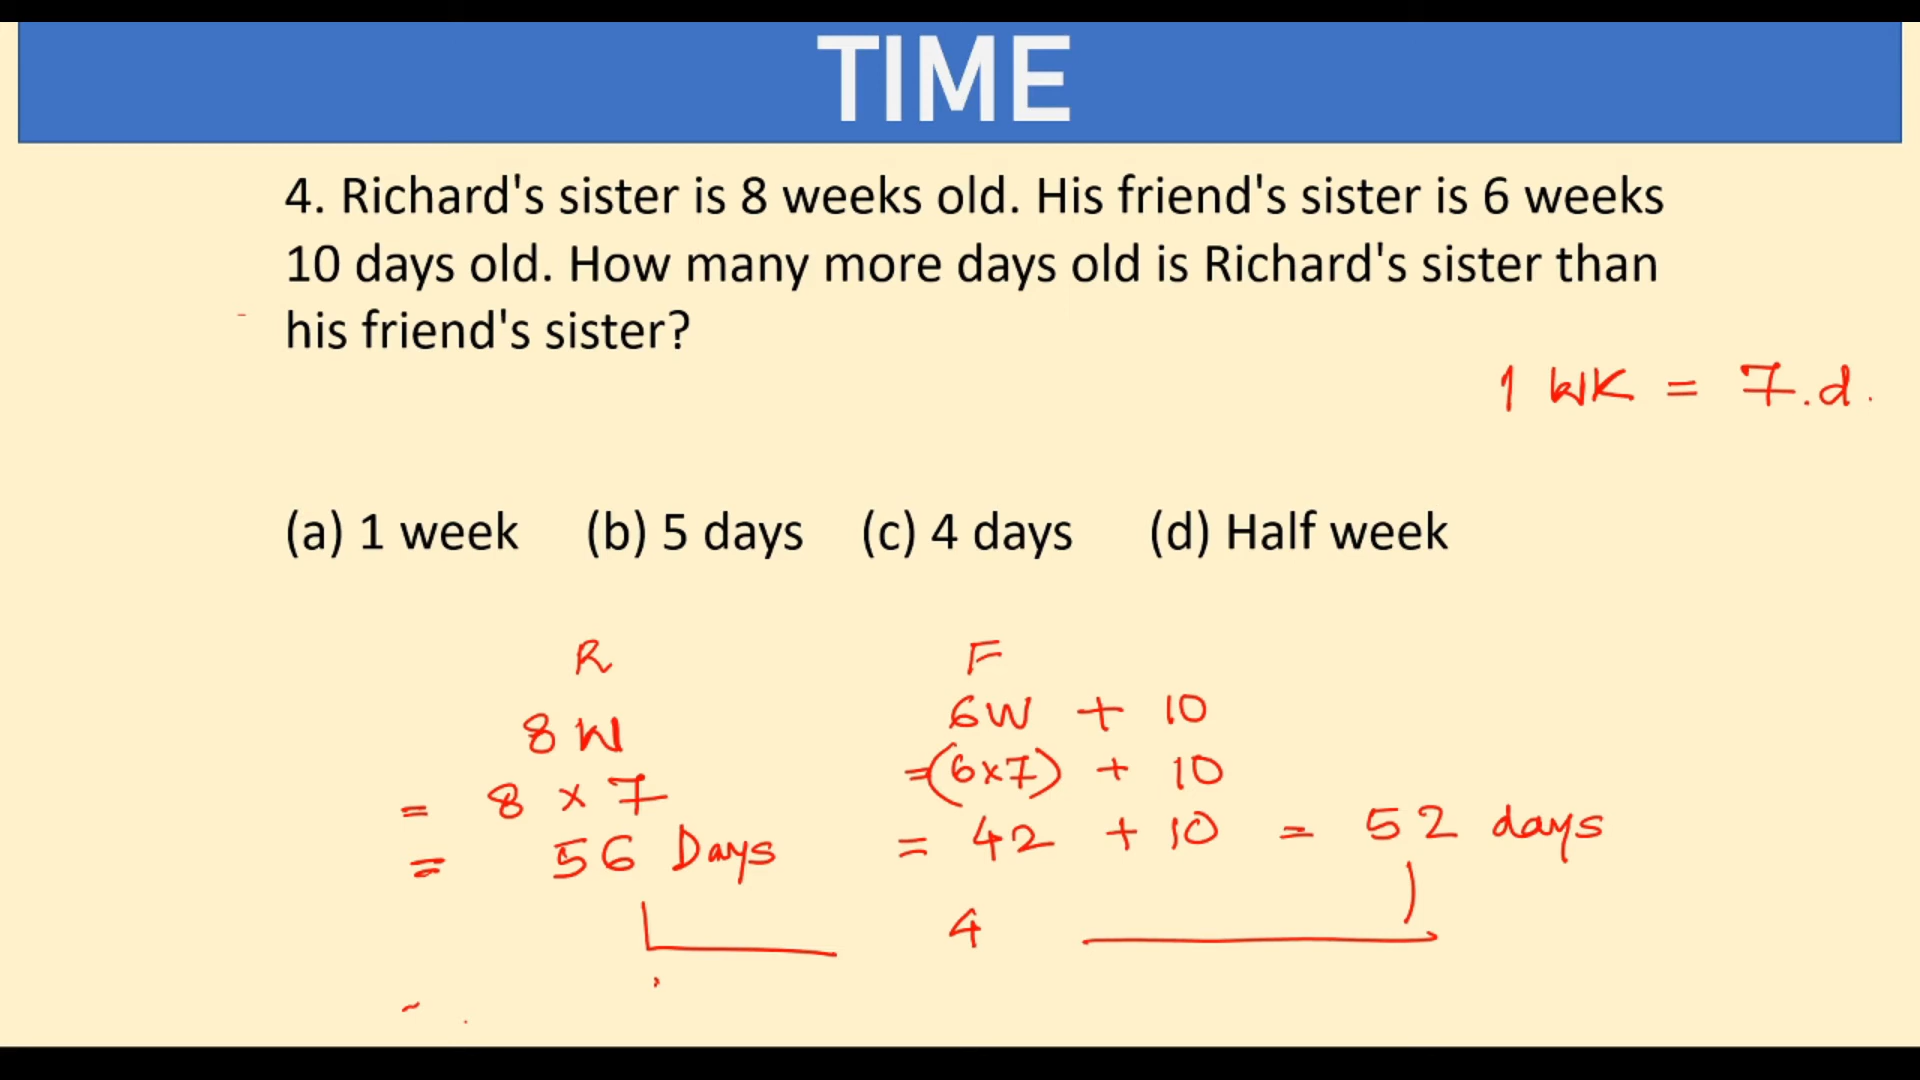 TIME
4. Richard's sister is 8 weeks old. His friend's sister is 6 weeks
10 days old. How many more days old is Richard's sister than
his friend's sister?
1 WK = 7.d.
(a) 1 week (b) 5 days (c) 4 days (d) Half week
R F
8 W 6W + 10
= 8 × 7 =(6×7) + 10
= 56 Days = 42 + 10 = 52 days
4